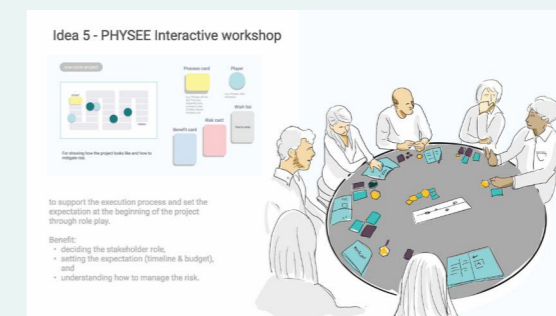 Idea 5 - PHYSEE Interactive workshop
Process card
Player
Wish list
Risk card
Benefit card
For showing how the project looks like and how to
mitigate risk.
to support the execution process and set the
expectation at the beginning of the project
through role play.
Benefit:
• deciding the stakeholder role,
• setting the expectation (timeline & budget),
and
• understanding how to manage the risk.